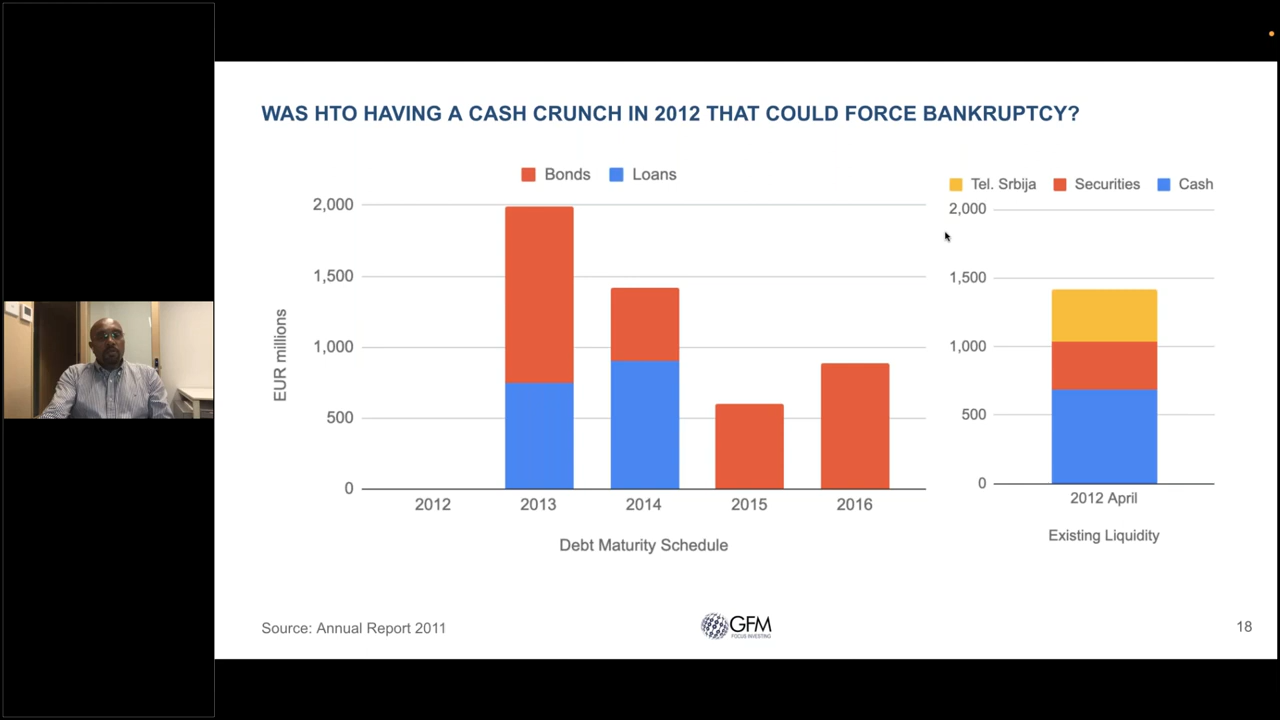 WAS HTO HAVING A CASH CRUNCH IN 2012 THAT COULD FORCE BANKRUPTCY?
Bonds Loans
2,000
1,500
1,000
500
0
EUR millions
2012 2013 2014 2015 2016
Debt Maturity Schedule
Tel. Srbija Securities Cash
2,000
1,500
1,000
500
0
2012 April
Existing Liquidity
Source: Annual Report 2011
GFM
FOCUS INVESTING
18